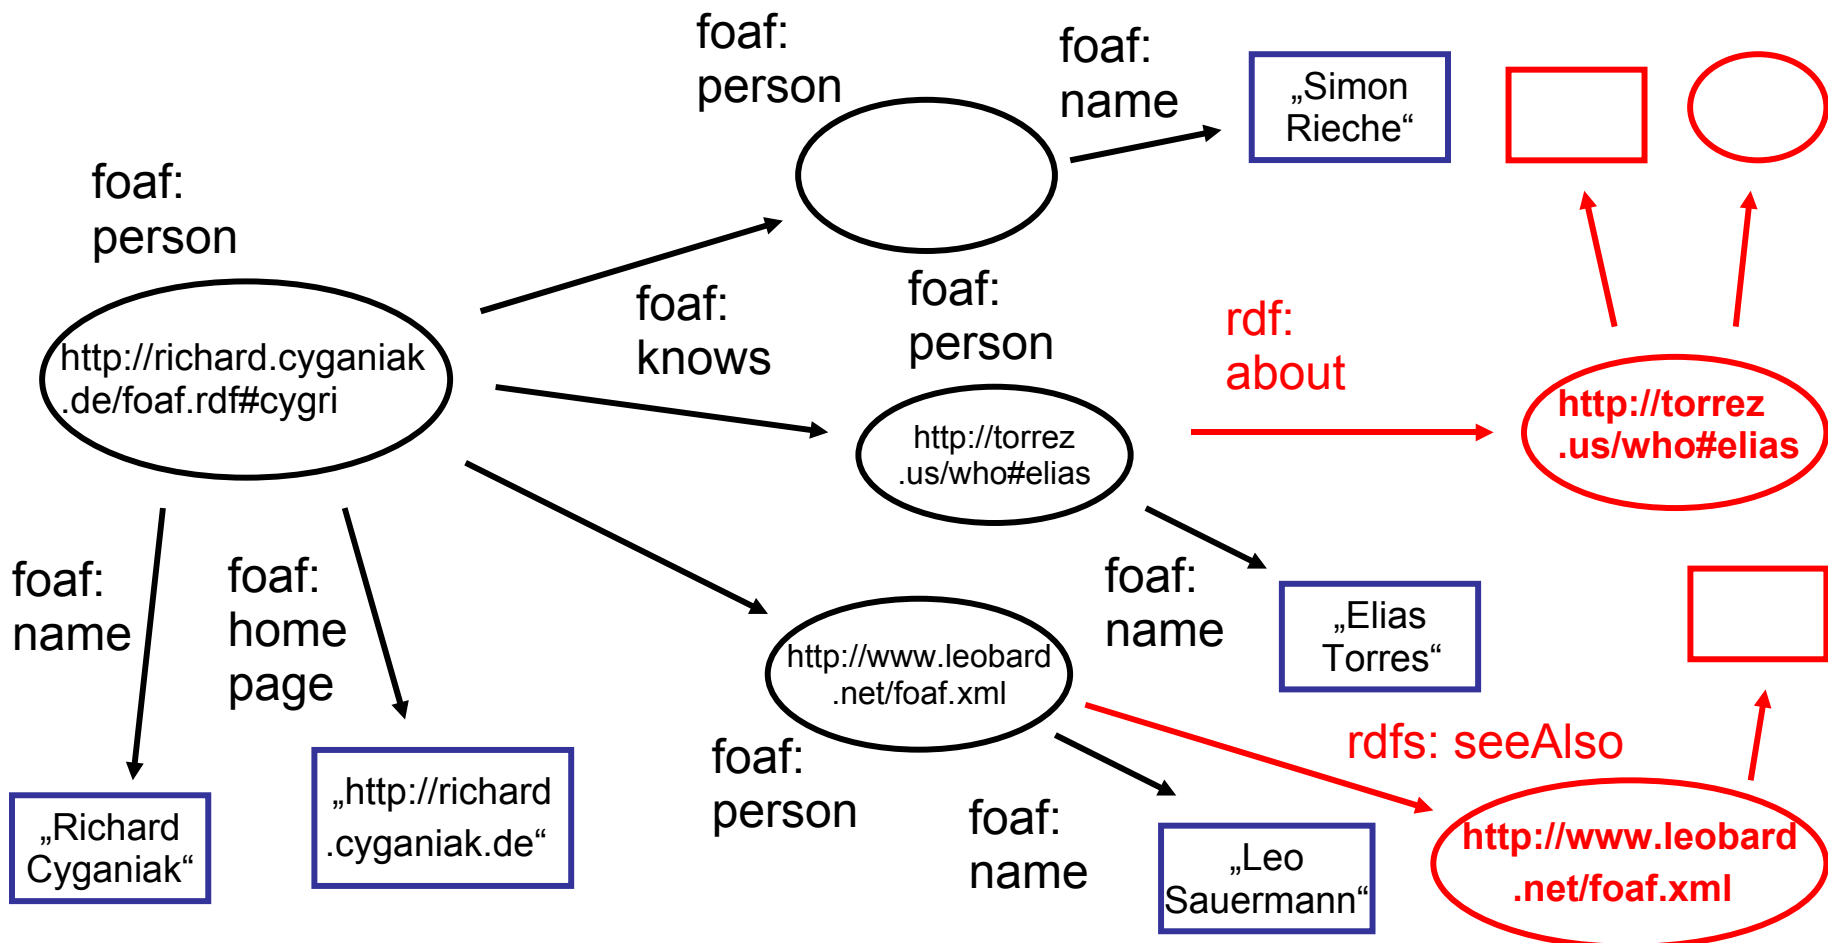 foaf:
person
foaf:
name
„Simon
Rieche“
foaf:
person
http://richard.cyganiak
.de/foaf.rdf#cygri
foaf:
knows
foaf:
person
http://torrez
.us/who#elias
rdf:
about
http://torrez
.us/who#elias
foaf:
name
„Elias
Torres“
foaf:
name
foaf:
home
page
„Richard
Cyganiak“
„http://richard
.cyganiak.de“
http://www.leobard
.net/foaf.xml
foaf:
person
foaf:
name
„Leo
Sauermann“
rdfs: seeAlso
http://www.leobard
.net/foaf.xml